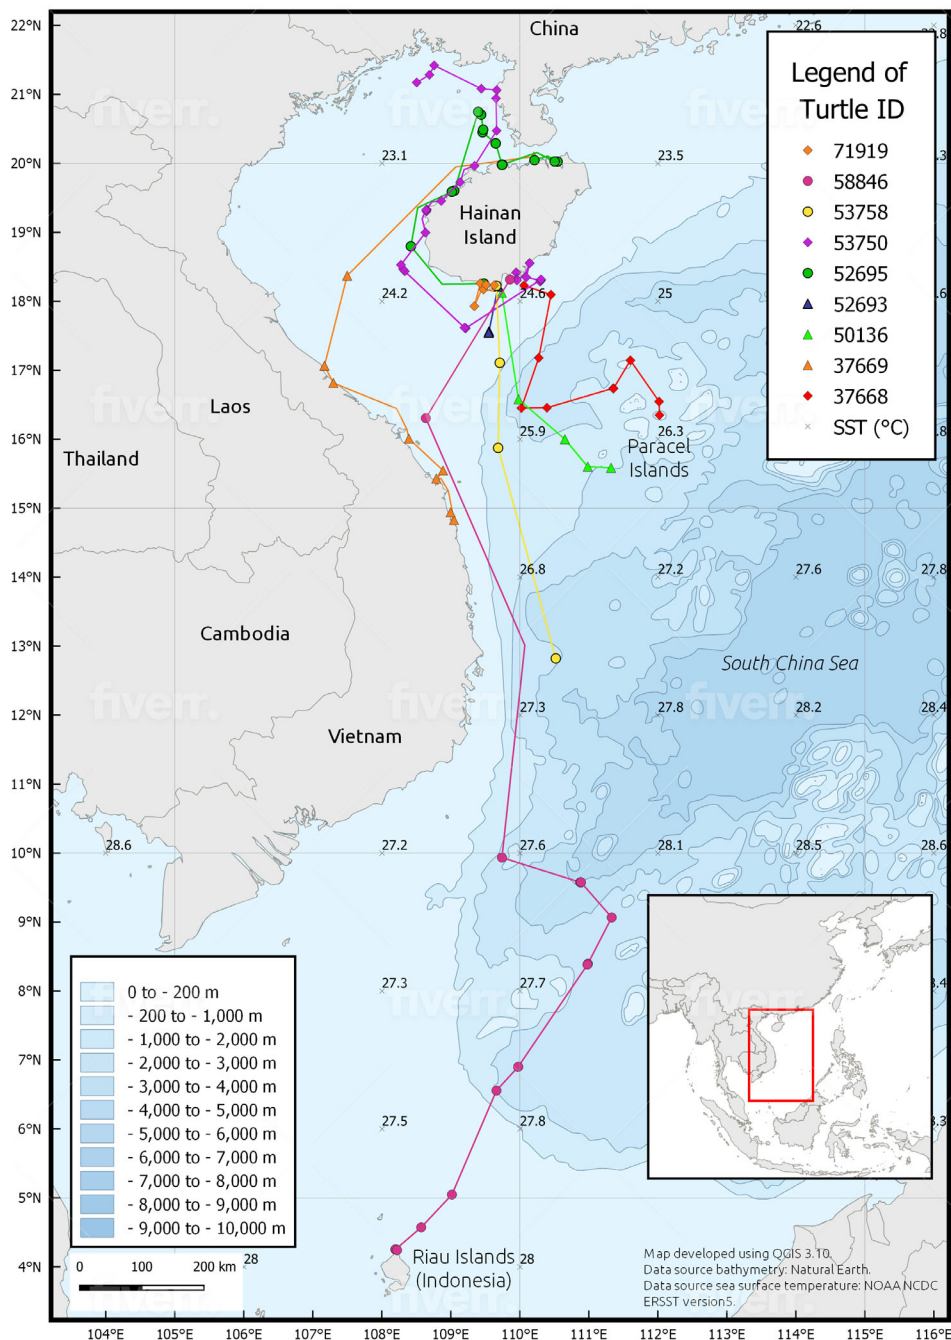 22°N
21°N
20°N
19°N
18°N
17°N
16°N
15°N
14°N
13°N
12°N
11°N
10°N
9°N
8°N
7°N
6°N
5°N
4°N
China
22.6
23.1
23.5
Hainan
Island
24.2
24.6
25
Laos
Thailand
25.9
26.3
Paracel
Islands
26.8
27.2
27.6
27.8
Cambodia
South China Sea
27.3
27.8
28.2
28.4
Vietnam
28.6
27.2
27.6
28.1
28.5
28.6
27.3
27.7
27.5
27.8
28
28
Riau Islands
(Indonesia)
Legend of
Turtle ID
71919
58846
53758
53750
52695
52693
50136
37669
37668
SST (°C)
0 to - 200 m
- 200 to - 1,000 m
- 1,000 to - 2,000 m
- 2,000 to - 3,000 m
- 3,000 to - 4,000 m
- 4,000 to - 5,000 m
- 5,000 to - 6,000 m
- 6,000 to - 7,000 m
- 7,000 to - 8,000 m
- 8,000 to - 9,000 m
- 9,000 to - 10,000 m
0 100 200 km
Map developed using QGIS 3.10.
Data source bathymetry: Natural Earth.
Data source sea surface temperature: NOAA NCDC
ERSST version5.
104°E 105°E 106°E 107°E 108°E 109°E 110°E 111°E 112°E 113°E 114°E 115°E 116°E
fiverr.